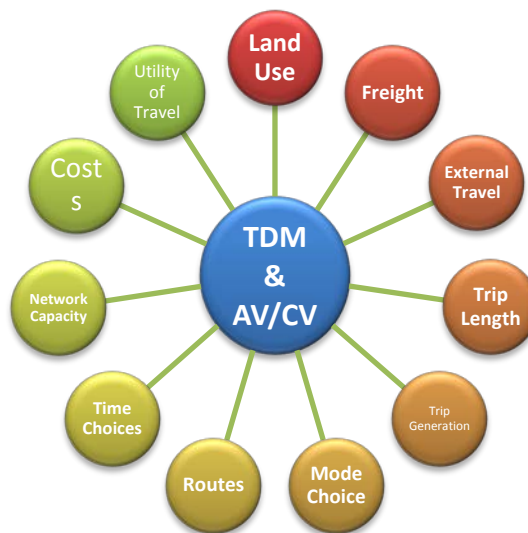 Land
Use
Freight
External
Travel
Trip
Length
Trip
Generation
Mode
Choice
Routes
Time
Choices
Network
Capacity
Cost
s
Utility
of
Travel
TDM
&
AV/CV